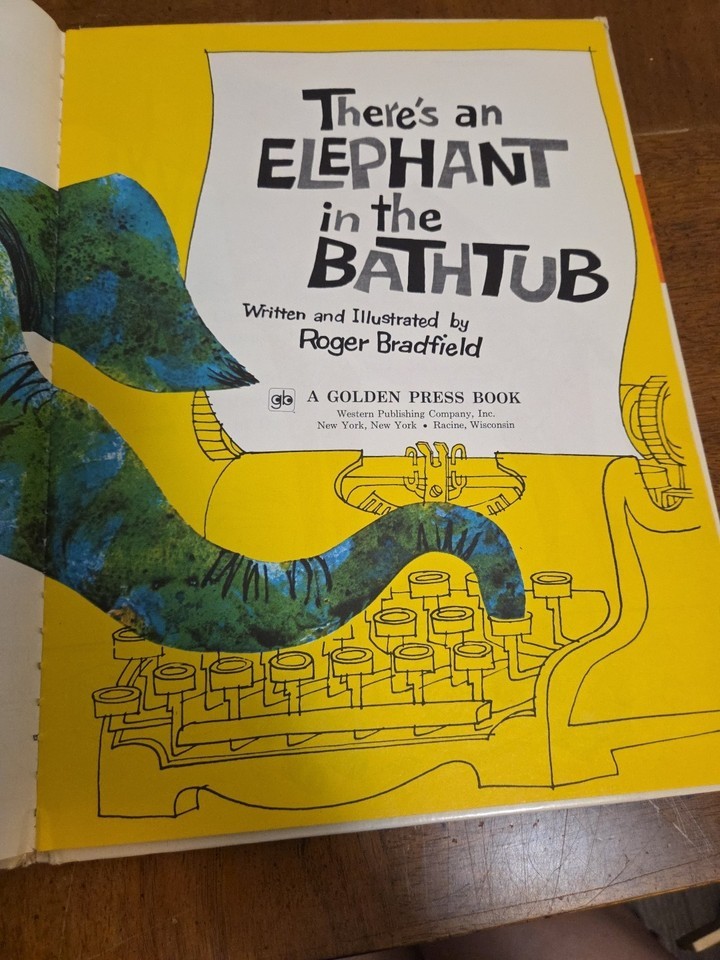 There's an
ELEPHANT
in the
BATHTUB
Written and Illustrated by
Roger Bradfield
gb A GOLDEN PRESS BOOK
Western Publishing Company, Inc.
New York, New York • Racine, Wisconsin